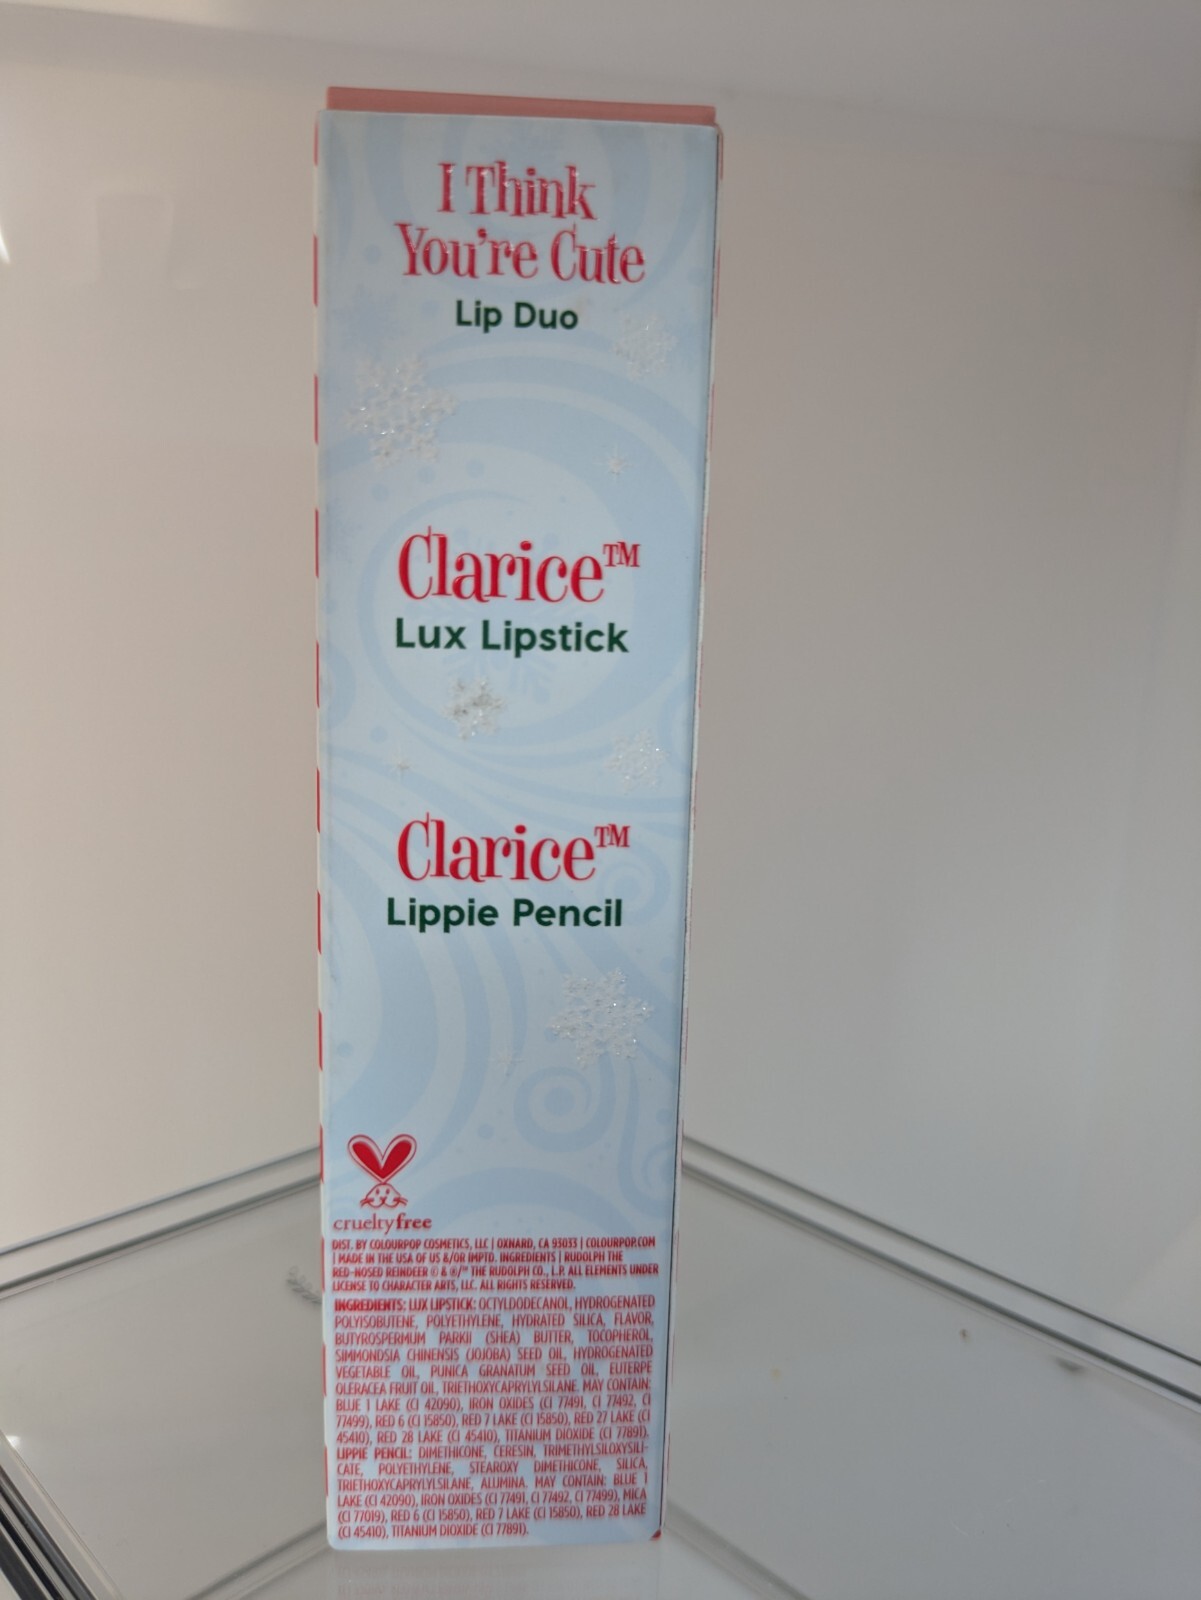 I Think
You're Cute
Lip Duo
Clarice™
Lux Lipstick
Clarice™
Lippie Pencil
crueltyfree
DIST. BY COLOURPOP COSMETICS, LLC | OXNARD, CA 93033 | COLOURPOP.COM
| MADE IN THE USA OF US &/OR IMPTD. INGREDIENTS | RUDOLPH THE
RED-NOSED REINDEER © & ®/™ THE RUDOLPH CO., L.P. ALL ELEMENTS UNDER
LICENSE TO CHARACTER ARTS, LLC. ALL RIGHTS RESERVED.
INGREDIENTS: LUX LIPSTICK: OCTYLDODECANOL, HYDROGENATED
POLYISOBUTENE, POLYETHYLENE, HYDRATED SILICA, FLAVOR,
BUTYROSPERMUM PARKII (SHEA) BUTTER, TOCOPHEROL,
SIMMONDSIA CHINENSIS (JOJOBA) SEED OIL, HYDROGENATED
VEGETABLE OIL, PUNICA GRANATUM SEED OIL, EUTERPE
OLERACEA FRUIT OIL, TRIETHOXYCAPRYLYLSILANE. MAY CONTAIN:
BLUE 1 LAKE (CI 42090), IRON OXIDES (CI 77491, CI 77492, CI
77499), RED 6 (CI 15850), RED 7 LAKE (CI 15850), RED 27 LAKE (CI
45410), RED 28 LAKE (CI 45410), TITANIUM DIOXIDE (CI 77891).
LIPPIE PENCIL: DIMETHICONE, CERESIN, TRIMETHYLSILOXYSILI-
CATE, POLYETHYLENE, STEAROXY DIMETHICONE, SILICA,
TRIETHOXYCAPRYLYLSILANE, ALUMINA. MAY CONTAIN: BLUE 1
LAKE (CI 42090), IRON OXIDES (CI 77491, CI 77492, CI 77499), MICA
(CI 77019), RED 6 (CI 15850), RED 7 LAKE (CI 15850), RED 28 LAKE
(CI 45410), TITANIUM DIOXIDE (CI 77891).